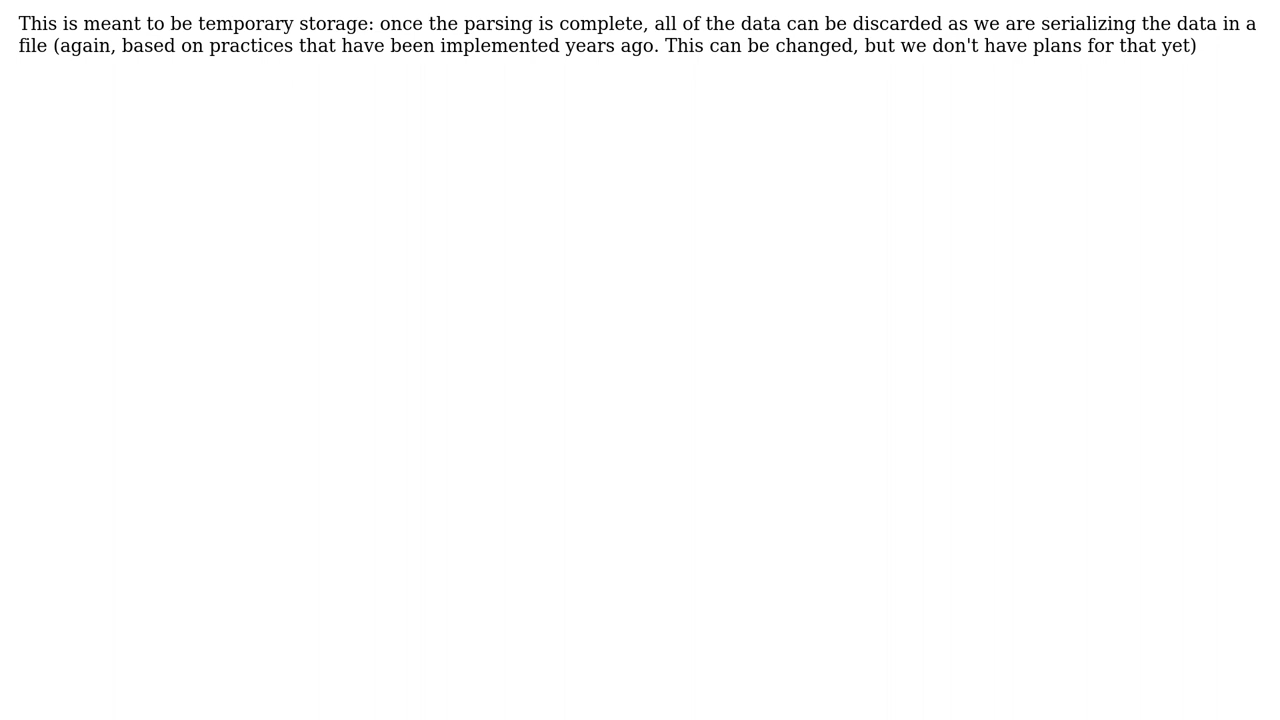 This is meant to be temporary storage: once the parsing is complete, all of the data can be discarded as we are serializing the data in a
file (again, based on practices that have been implemented years ago. This can be changed, but we don't have plans for that yet)